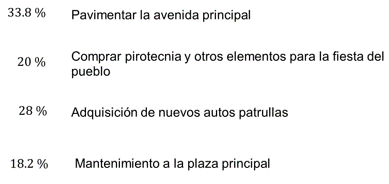 33.8 % Pavimentar la avenida principal
20 % Comprar pirotecnia y otros elementos para la fiesta del
pueblo
28 % Adquisición de nuevos autos patrullas
18.2 % Mantenimiento a la plaza principal